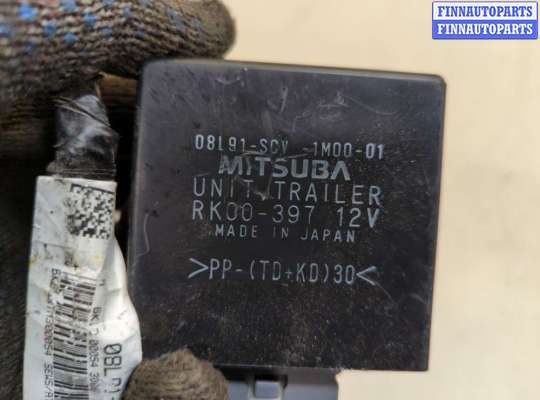 FINNAUTOPARTS
FINNAUTOPARTS
08L91-SCV -1M00-01
MITSUBA
UNIT,TRAILER
RK00-397 12V
MADE IN JAPAN
>PP-(TD+KD)30<
08L